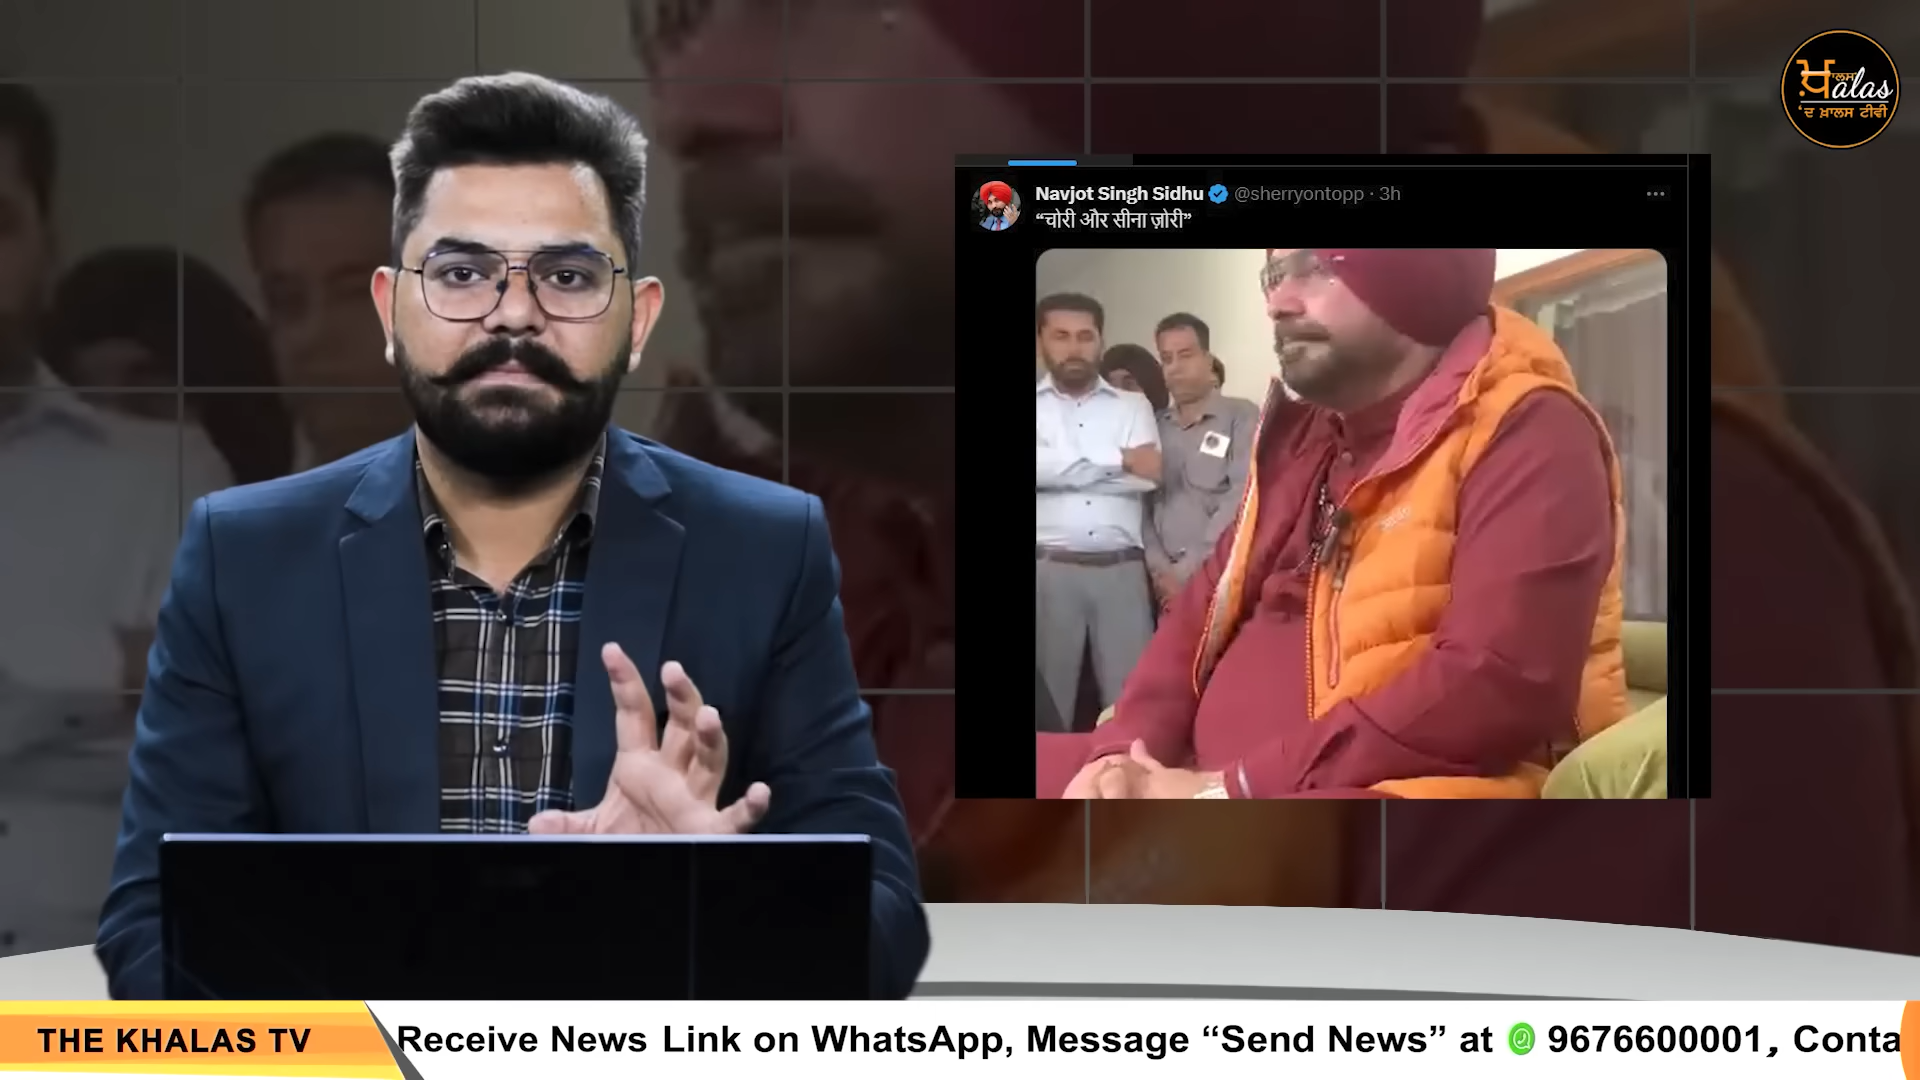 ਖ਼ਾਲਸ
Khalas
'ਦ ਖ਼ਾਲਸ ਟੀਵੀ
Navjot Singh Sidhu @sherryontopp · 3h
“चोरी और सीना ज़ोरी”
THE KHALAS TV
Receive News Link on WhatsApp, Message “Send News” at 9676600001, Conta